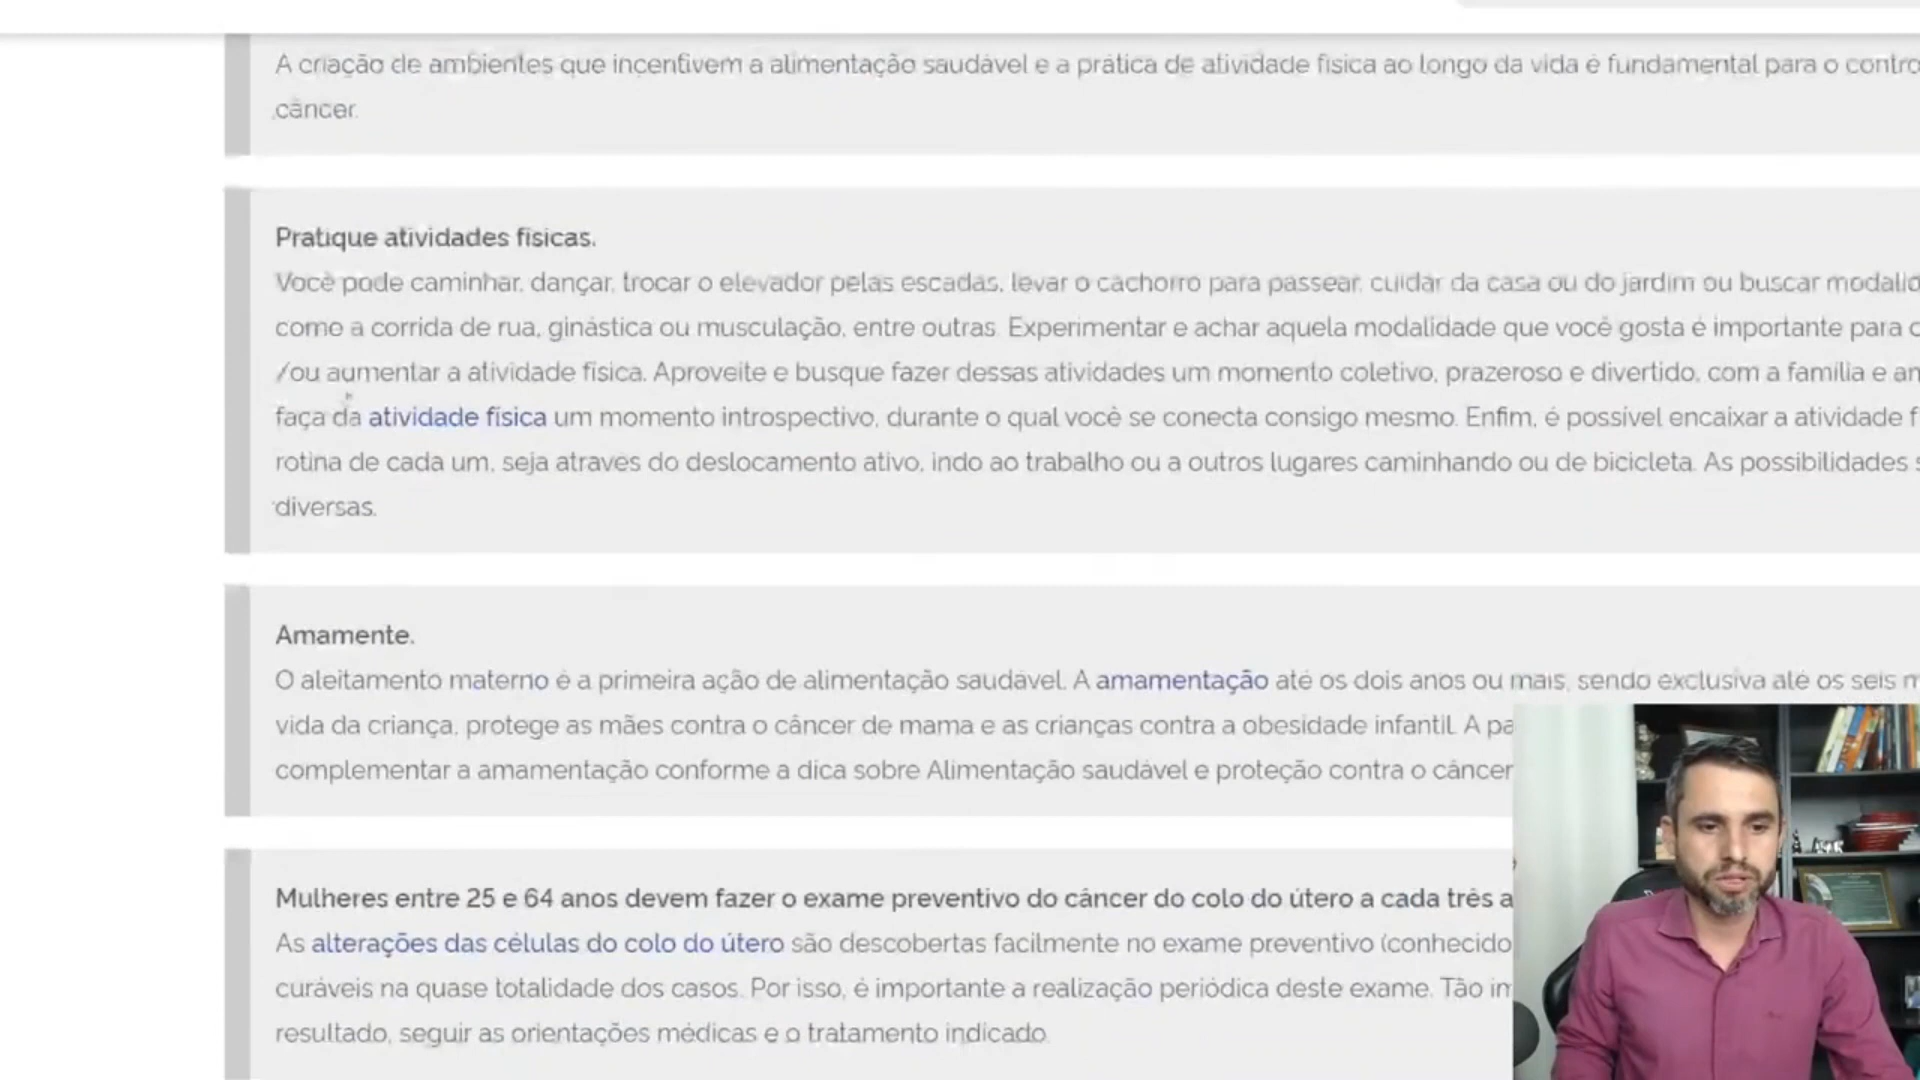 A criação de ambientes que incentivem a alimentação saudável e a prática de atividade física ao longo da vida é fundamental para o contro
câncer.
Pratique atividades físicas.
Você pode caminhar, dançar, trocar o elevador pelas escadas, levar o cachorro para passear, cuidar da casa ou do jardim ou buscar modalid
como a corrida de rua, ginástica ou musculação, entre outras. Experimentar e achar aquela modalidade que você gosta é importante para c
/ou aumentar a atividade física. Aproveite e busque fazer dessas atividades um momento coletivo, prazeroso e divertido, com a família e am
faça da atividade física um momento introspectivo, durante o qual você se conecta consigo mesmo. Enfim, é possível encaixar a atividade f
rotina de cada um, seja através do deslocamento ativo, indo ao trabalho ou a outros lugares caminhando ou de bicicleta. As possibilidades s
diversas.
Amamente.
O aleitamento materno é a primeira ação de alimentação saudável. A amamentação até os dois anos ou mais, sendo exclusiva até os seis m
vida da criança, protege as mães contra o câncer de mama e as crianças contra a obesidade infantil. A pa
complementar a amamentação conforme a dica sobre Alimentação saudável e proteção contra o câncer
Mulheres entre 25 e 64 anos devem fazer o exame preventivo do câncer do colo do útero a cada três a
As alterações das células do colo do útero são descobertas facilmente no exame preventivo (conhecido
curáveis na quase totalidade dos casos. Por isso, é importante a realização periódica deste exame. Tão im
resultado, seguir as orientações médicas e o tratamento indicado.